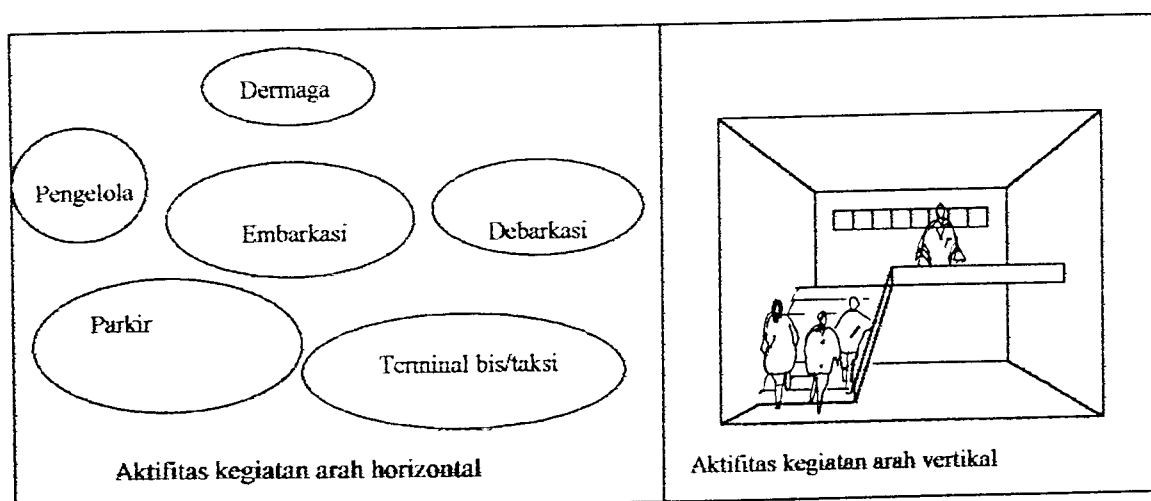 Dermaga
Pengelola
Embarkasi
Debarkasi
Parkir
Terminal bis/taksi
Aktifitas kegiatan arah horizontal
Aktifitas kegiatan arah vertikal